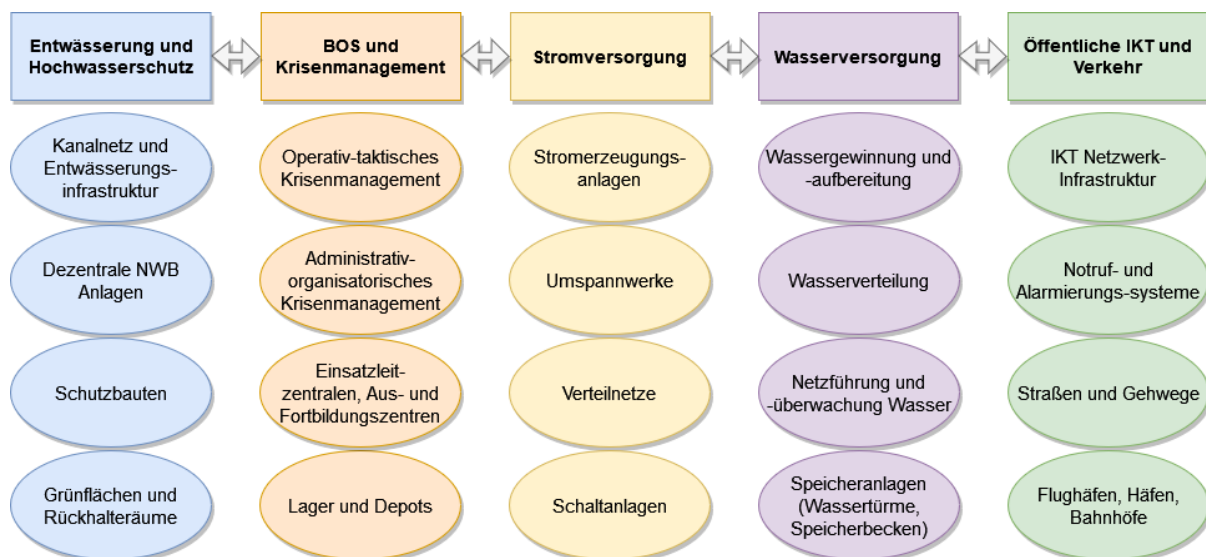 Entwässerung und
Hochwasserschutz
BOS und
Krisenmanagement
Stromversorgung
Wasserversorgung
Öffentliche IKT und
Verkehr
Kanalnetz und
Entwässerungs-
infrastruktur
Operativ-taktisches
Krisenmanagement
Stromerzeugungs-
anlagen
Wassergewinnung und
-aufbereitung
IKT Netzwerk-
Infrastruktur
Dezentrale NWB
Anlagen
Administrativ-
organisatorisches
Krisenmanagement
Umspannwerke
Wasserverteilung
Notruf- und
Alarmierungs-systeme
Schutzbauten
Einsatzleit-
zentralen, Aus- und
Fortbildungszentren
Verteilnetze
Netzführung und
-überwachung Wasser
Straßen und Gehwege
Grünflächen und
Rückhalteräume
Lager und Depots
Schaltanlagen
Speicheranlagen
(Wassertürme,
Speicherbecken)
Flughäfen, Häfen,
Bahnhöfe